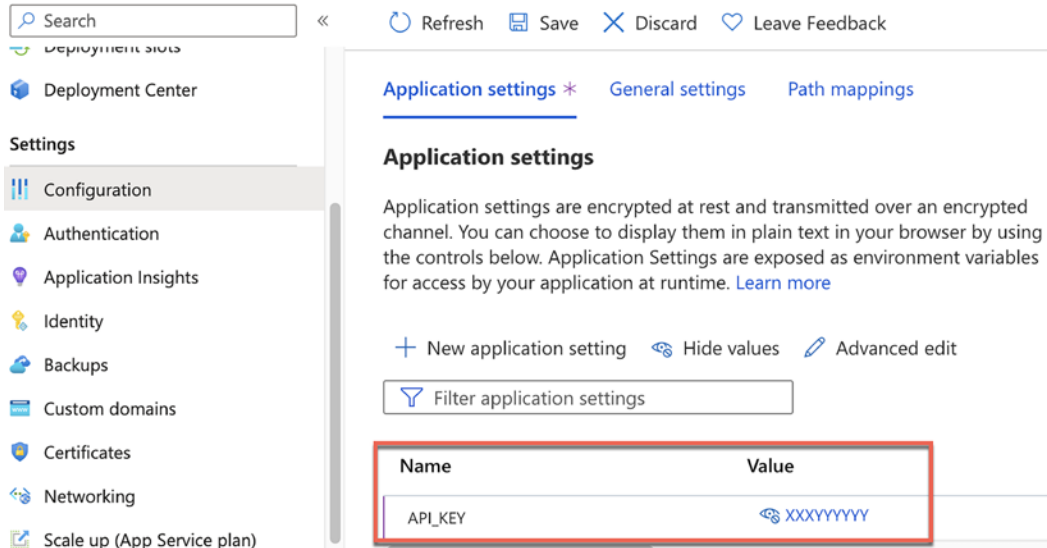 Search
«
Refresh
Save
Discard
Leave Feedback
Deployment slots
Deployment Center
Settings
Configuration
Authentication
Application Insights
Identity
Backups
Custom domains
Certificates
Networking
Scale up (App Service plan)
Application settings *
General settings
Path mappings
Application settings
Application settings are encrypted at rest and transmitted over an encrypted
channel. You can choose to display them in plain text in your browser by using
the controls below. Application Settings are exposed as environment variables
for access by your application at runtime. Learn more
New application setting
Hide values
Advanced edit
Filter application settings
Name Value
API_KEY XXXYYYYYY